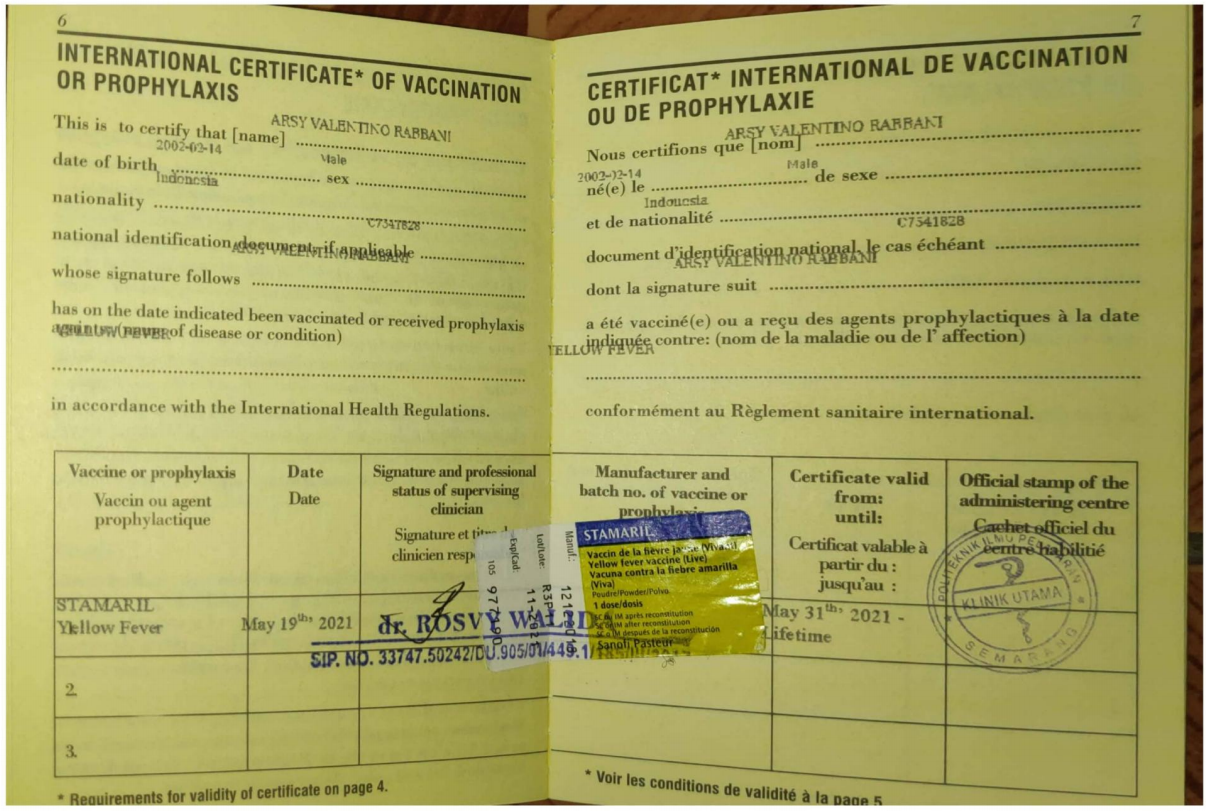 6
INTERNATIONAL CERTIFICATE* OF VACCINATION
OR PROPHYLAXIS
ARSY VALENTINO RABBANI
This is to certify that [name]
2002-02-14
Male
date of birth
sex
Indonesia
nationality
C7541828
national identification document, if applicable
ARSY VALENTINO RABBANI
whose signature follows
has on the date indicated been vaccinated or received prophylaxis
against: (name of disease or condition)
YELLOW FEVER
in accordance with the International Health Regulations.
Vaccine or prophylaxis
Vaccin ou agent
prophylactique
Date
Date
Signature and professional
status of supervising
clinician
Signature et
clinicien
STAMARIL
Yellow Fever
May 19th, 2021
dr. ROSVY
SIP. NO. 33747.50242/DU.905/01/449.1/
2.
3.
* Requirements for validity of certificate on page 4.
7
CERTIFICAT* INTERNATIONAL DE VACCINATION
OU DE PROPHYLAXIE
ARSY VALENTINO RABBANI
Nous certifions que [nom]
2002-02-14
Male
né(e) le
de sexe
Indonesia
et de nationalité
C7541828
document d'identification national, le cas échéant
ARSY VALENTINO RABBANI
dont la signature suit
a été vacciné(e) ou a reçu des agents prophylactiques à la date
indiquée contre: (nom de la maladie ou de l' affection)
YELLOW FEVER
conformément au Règlement sanitaire international.
Manufacturer and
batch no. of vaccine or
prophylaxis
Manuf.:
Lot/Lote:
Exp/Cad:
STAMARIL
Vaccin de la fièvre jaune (Vivant)
Yellow fever vaccine (Live)
Vacuna contra la fiebre amarilla
(Viva)
Poudre/Powder/Polvo
1 dose/dosis
SC ou IM après reconstitution
SC or IM after reconstitution
SC o IM después de la reconstitución
Sanofi Pasteur
Certificate valid
from:
until:
Certificat valable à
partir du :
jusqu'au :
May 31th, 2021 -
Lifetime
Official stamp of the
administering centre
Cachet officiel du
centre habilitié
POLITEKNIK ILMU PELAYARAN
KLINIK UTAMA
* SEMARANG *
* Voir les conditions de validité à la page 5